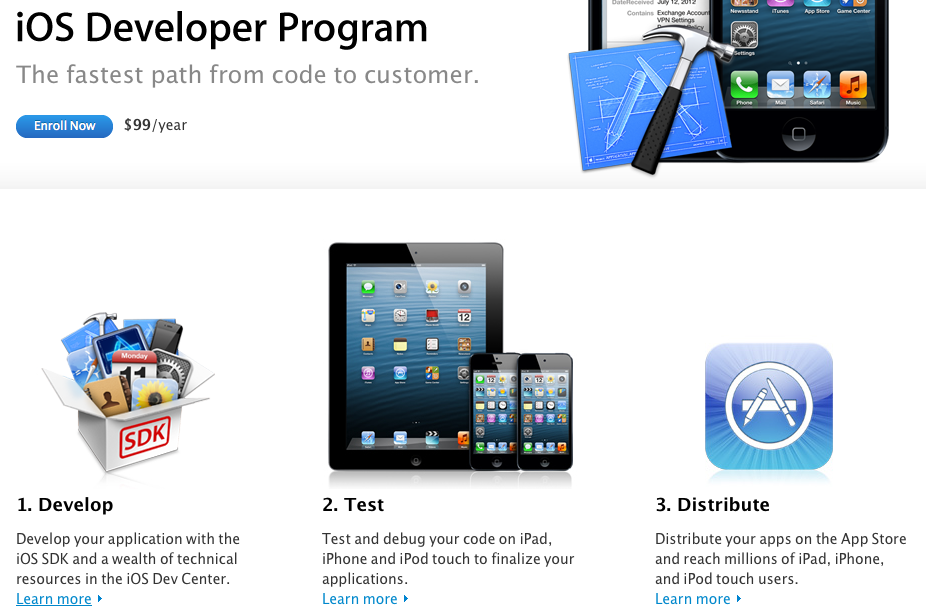 iOS Developer Program
The fastest path from code to customer.
Enroll Now $99/year
July 12, 2012
Contains Exchange Account
VPN Settings
Newsstand iTunes App Store Game Center
Settings
Phone Mail Safari Music
Monday
11
SDK
12
1. Develop
Develop your application with the
iOS SDK and a wealth of technical
resources in the iOS Dev Center.
Learn more
2. Test
Test and debug your code on iPad,
iPhone and iPod touch to finalize your
applications.
Learn more
3. Distribute
Distribute your apps on the App Store
and reach millions of iPad, iPhone,
and iPod touch users.
Learn more